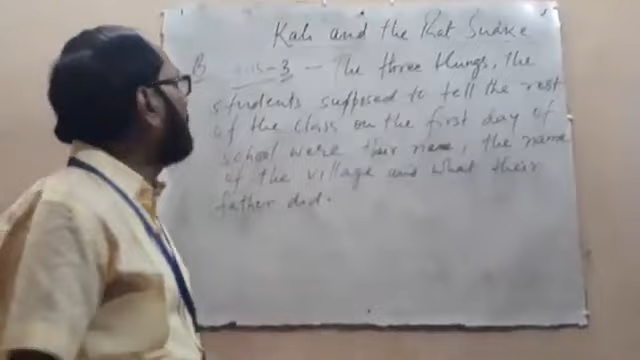 Kali and the Rat Snake
B Ans-3 - The three things, the
students supposed to tell the rest
of the class on the first day of
school were their name, the name
of the village and what their
father did.